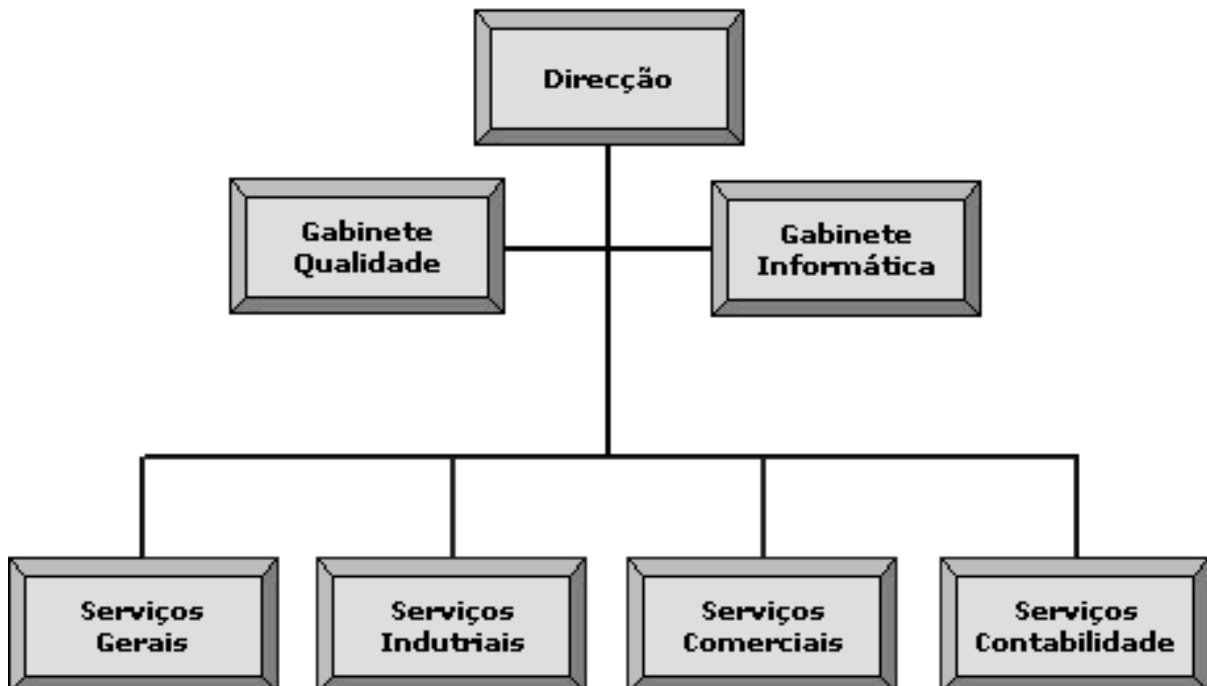 Direcção
Gabinete
Qualidade
Gabinete
Informática
Serviços
Gerais
Serviços
Indutriais
Serviços
Comerciais
Serviços
Contabilidade